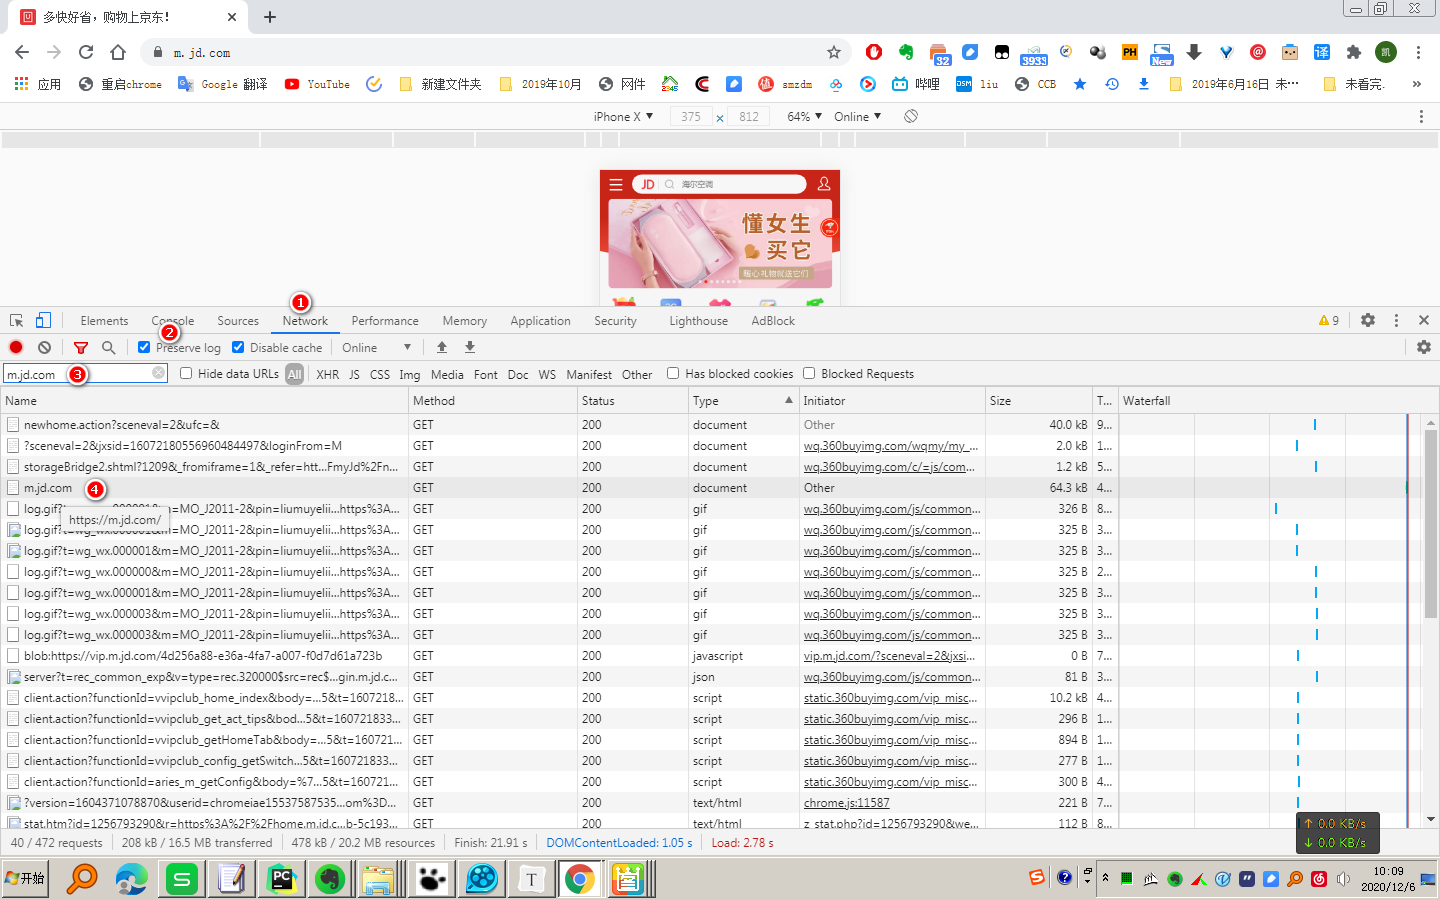 多快好省，购物上京东！
m.jd.com
32
3933
PH
New
译
凯
应用
重启chrome
Google 翻译
YouTube
新建文件夹
2019年10月
网件
2345
smzdm
哔哩
DSM
liu
CCB
2019年6月16日 未…
未看完.
»
iPhone X ▼ 375 × 812 64% ▼ Online ▼
JD 海尔空调
懂女生
买它
暖心礼物就送它们
1
Elements Console Sources Network Performance Memory Application Security Lighthouse AdBlock 9
2
Preserve log Disable cache Online ▼
m.jd.com 3 Hide data URLs All XHR JS CSS Img Media Font Doc WS Manifest Other Has blocked cookies Blocked Requests
Name Method Status Type Initiator Size T... Waterfall
newhome.action?sceneval=2&ufc=& GET 200 document Other 40.0 kB 9...
?sceneval=2&jxsid=16072180556960484497&loginFrom=M GET 200 document wq.360buyimg.com/wqmy/my_... 2.0 kB 1...
storageBridge2.shtml?1209&_fromiframe=1&_refer=htt...FmyJd%2Fn... GET 200 document wq.360buyimg.com/c/=js/com... 1.2 kB 5...
m.jd.com 4 GET 200 document Other 64.3 kB 4...
log.gif?t=wg_wx.000001&m=MO_J2011-2&pin=liumuyelii...https%3A... GET 200 gif wq.360buyimg.com/js/common... 326 B 8...
https://m.jd.com/
log.gif?t=wg_wx.000001&m=MO_J2011-2&pin=liumuyelii...https%3A... GET 200 gif wq.360buyimg.com/js/common... 325 B 3...
log.gif?t=wg_wx.000001&m=MO_J2011-2&pin=liumuyelii...https%3A... GET 200 gif wq.360buyimg.com/js/common... 325 B 3...
log.gif?t=wg_wx.000000&m=MO_J2011-2&pin=liumuyelii...https%3A... GET 200 gif wq.360buyimg.com/js/common... 325 B 2...
log.gif?t=wg_wx.000001&m=MO_J2011-2&pin=liumuyelii...https%3A... GET 200 gif wq.360buyimg.com/js/common... 325 B 3...
log.gif?t=wg_wx.000003&m=MO_J2011-2&pin=liumuyelii...https%3A... GET 200 gif wq.360buyimg.com/js/common... 325 B 3...
log.gif?t=wg_wx.000003&m=MO_J2011-2&pin=liumuyelii...https%3A... GET 200 gif wq.360buyimg.com/js/common... 325 B 3...
blob:https://vip.m.jd.com/4d256a88-e36a-4fa7-a007-f0d7d61a723b GET 200 javascript vip.m.jd.com/?sceneval=2&jxsi... 0 B 7...
server?t=rec_common_exp&v=type=rec.320000$src=rec$...gin.m.jd.c... GET 200 json wq.360buyimg.com/js/common... 81 B 3...
client.action?functionId=vvipclub_home_index&body=...5&t=1607218... GET 200 script static.360buyimg.com/vip_misc... 10.2 kB 4...
client.action?functionId=vvipclub_get_act_tips&bod...5&t=160721833... GET 200 script static.360buyimg.com/vip_misc... 296 B 1...
client.action?functionId=vvipclub_getHomeTab&body=...5&t=160721... GET 200 script static.360buyimg.com/vip_misc... 894 B 1...
client.action?functionId=vvipclub_config_getSwitch...5&t=160721833... GET 200 script static.360buyimg.com/vip_misc... 277 B 1...
client.action?functionId=aries_m_getConfig&body=%7...5&t=160721... GET 200 script static.360buyimg.com/vip_misc... 300 B 4...
?version=1604371078870&userid=chromeiae15537587535...om%3D... GET 200 text/html chrome.js:11587 221 B 7...
stat.htm?id=1256793290&r=https%3A%2F%2Fhome.m.jd.c...b-5c193... GET 200 text/html z_stat.php?id=1256793290&we... 112 B 8...
↑ 0.0 KB/s
↓ 0.0 KB/s
40 / 472 requests 208 kB / 16.5 MB transferred 478 kB / 20.2 MB resources Finish: 21.91 s DOMContentLoaded: 1.05 s Load: 2.78 s
开始
PC
T
10:09
2020/12/6